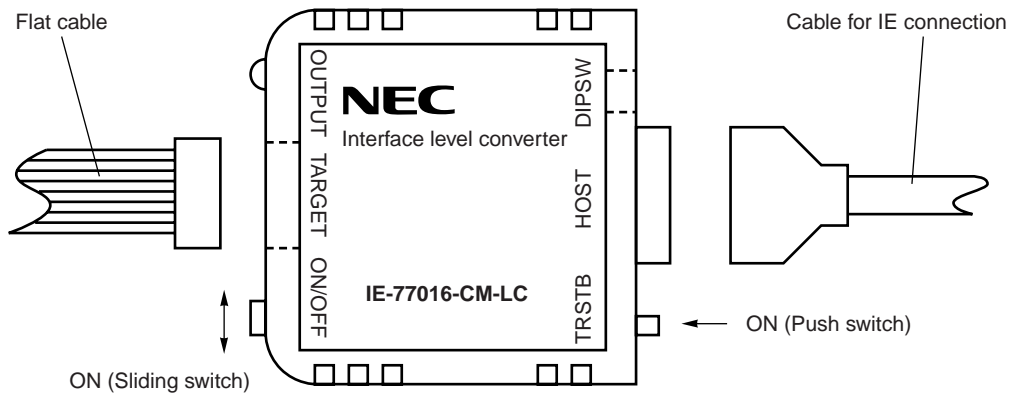 Flat cable
Cable for IE connection
OUTPUT
TARGET
ON/OFF
NEC
Interface level converter
IE-77016-CM-LC
DIPSW
HOST
TRSTB
ON (Push switch)
ON (Sliding switch)